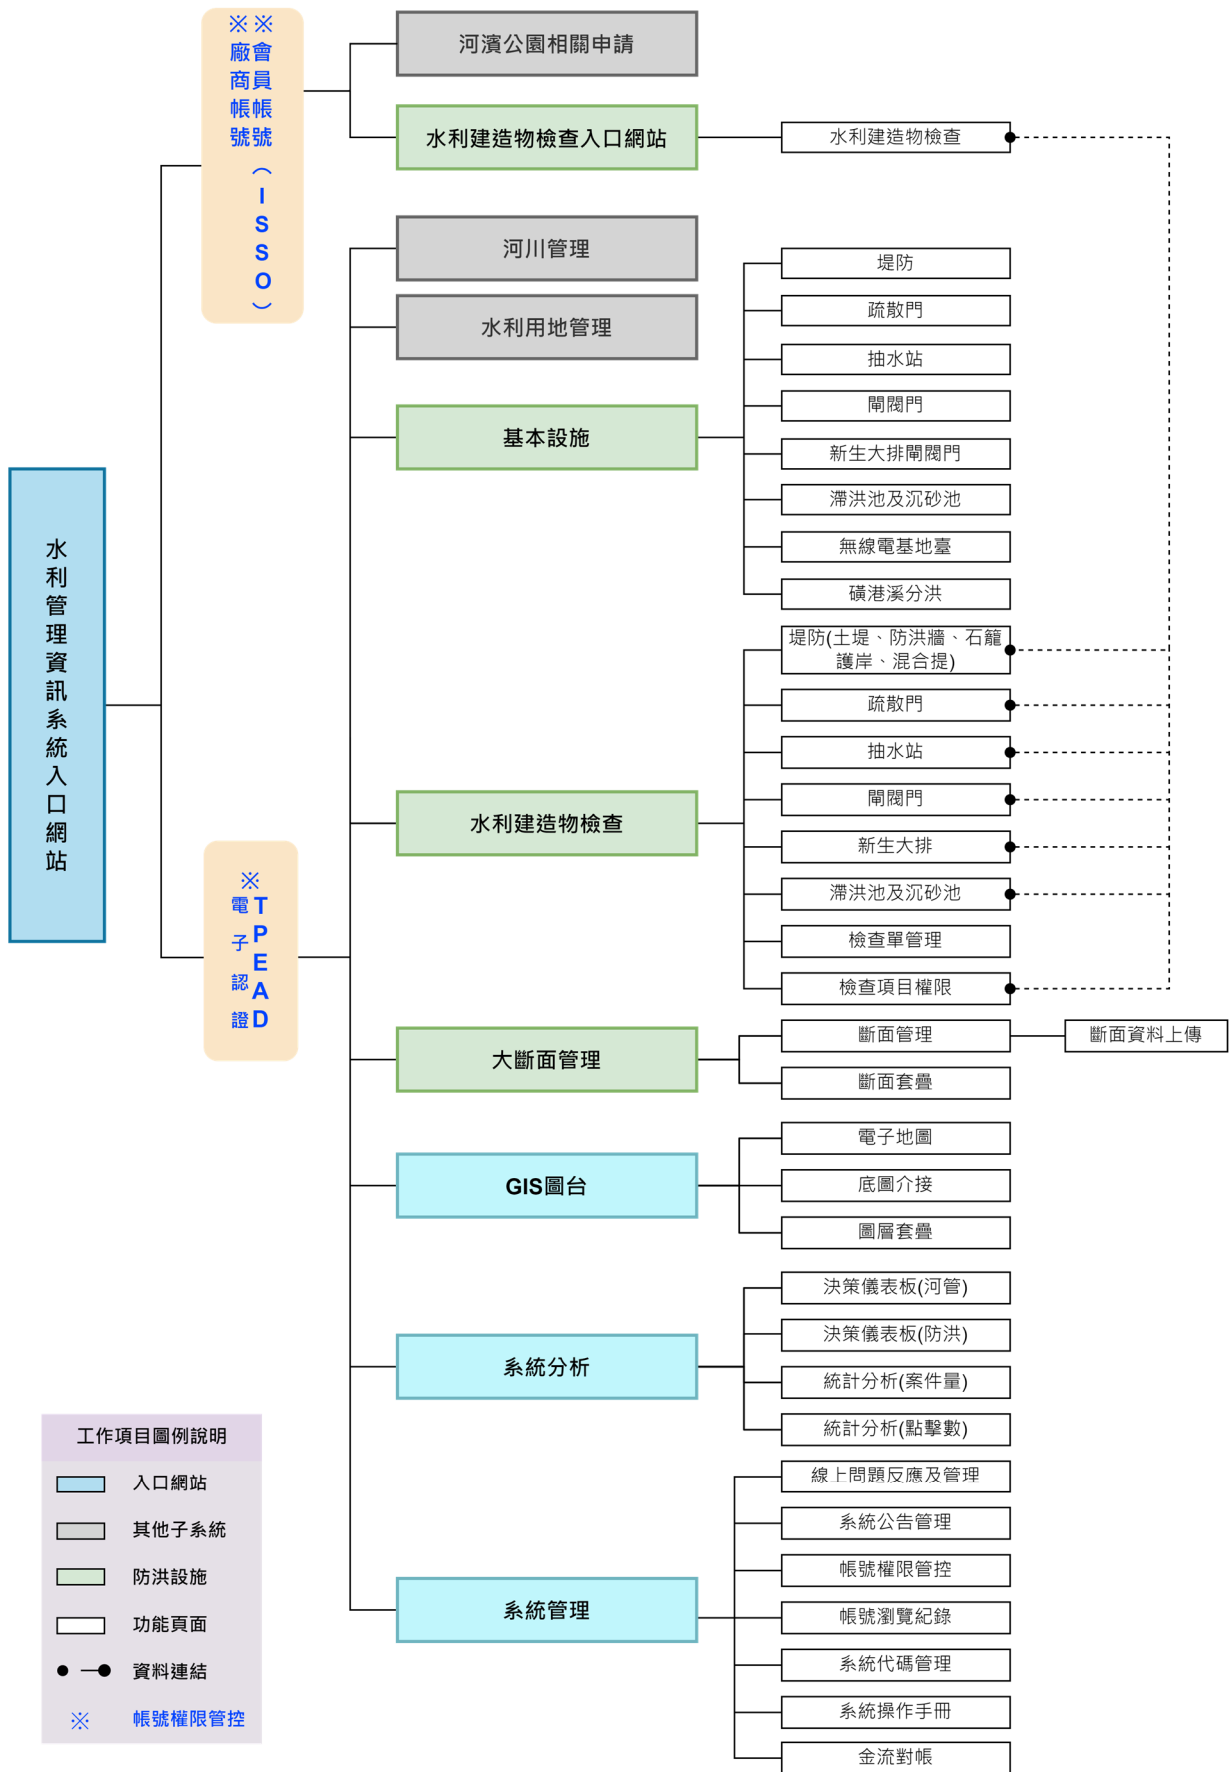 水利管理資訊系統入口網站
※會員帳號（ISSO）
※廠商帳號
河濱公園相關申請
水利建造物檢查入口網站
水利建造物檢查
※TPEAD
電子認證
河川管理
水利用地管理
基本設施
堤防
疏散門
抽水站
閘閥門
新生大排閘閥門
滯洪池及沉砂池
無線電基地臺
磺港溪分洪
水利建造物檢查
堤防(土堤、防洪牆、石籠
護岸、混合提)
疏散門
抽水站
閘閥門
新生大排
滯洪池及沉砂池
檢查單管理
檢查項目權限
大斷面管理
斷面管理
斷面資料上傳
斷面套疊
GIS圖台
電子地圖
底圖介接
圖層套疊
系統分析
決策儀表板(河管)
決策儀表板(防洪)
統計分析(案件量)
統計分析(點擊數)
系統管理
線上問題反應及管理
系統公告管理
帳號權限管控
帳號瀏覽紀錄
系統代碼管理
系統操作手冊
金流對帳
工作項目圖例說明
入口網站
其他子系統
防洪設施
功能頁面
資料連結
※ 帳號權限管控